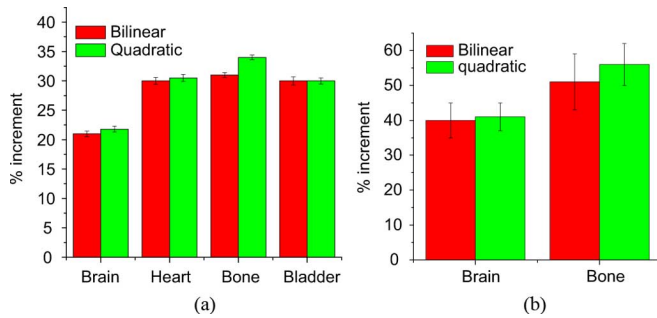 40
35
30
25
20
15
10
5
0
% increment
Bilinear
Quadratic
Brain Heart Bone Bladder
(a)
60
50
40
30
20
10
0
% increment
Bilinear
quadratic
Brain Bone
(b)